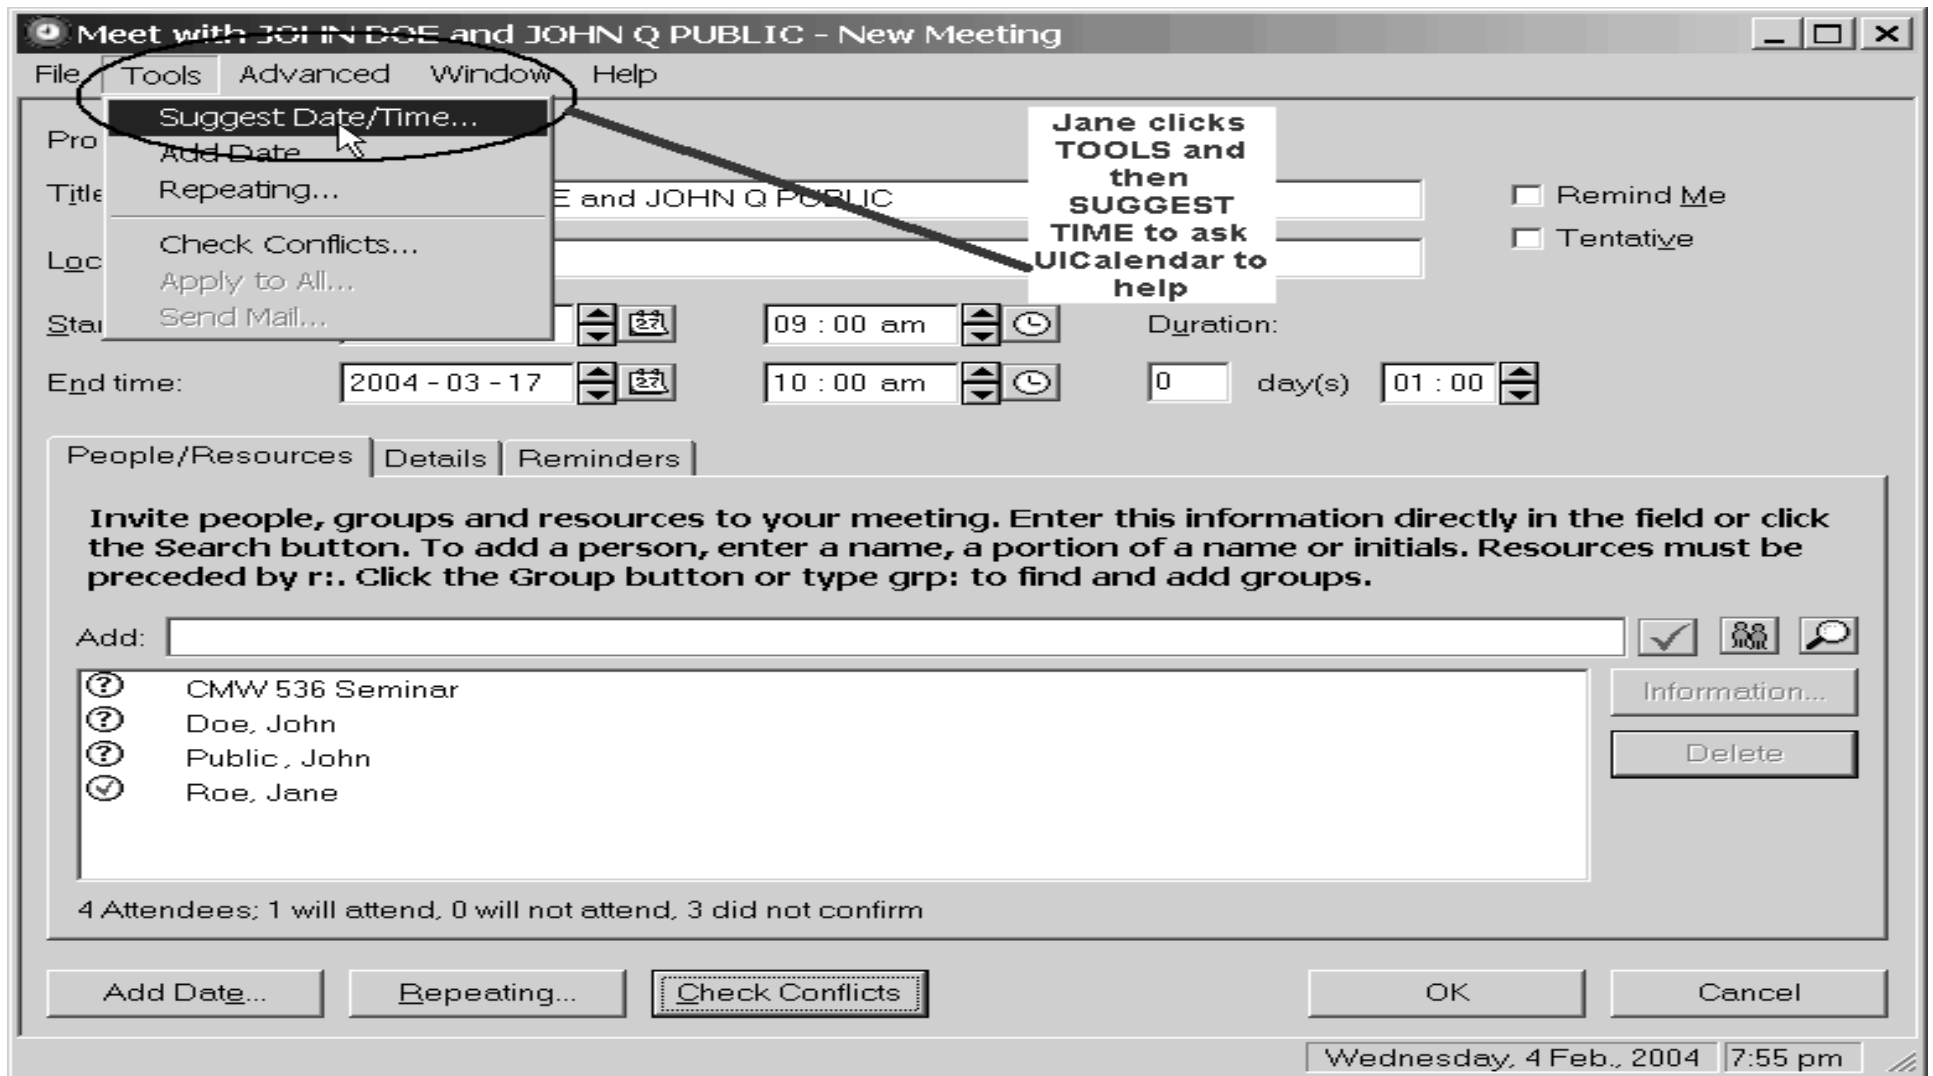 Meet with JOHN DOE and JOHN Q PUBLIC - New Meeting
File Tools Advanced Window Help
Suggest Date/Time...
Pro
Add Date
Title
Repeating...
E and JOHN Q PUBLIC
Remind Me
Tentative
Loc
Check Conflicts...
Apply to All...
Send Mail...
Jane clicks
TOOLS and
then
SUGGEST
TIME to ask
UICalendar to
help
Star
27
09 : 00 am
Duration:
End time:
2004 - 03 - 17
27
10 : 00 am
0
day(s)
01 : 00
People/Resources Details Reminders
Invite people, groups and resources to your meeting. Enter this information directly in the field or click
the Search button. To add a person, enter a name, a portion of a name or initials. Resources must be
preceded by r:. Click the Group button or type grp: to find and add groups.
Add:
CMW 536 Seminar
Doe, John
Public , John
Roe, Jane
Information...
Delete
4 Attendees; 1 will attend, 0 will not attend, 3 did not confirm
Add Date... Repeating... Check Conflicts OK Cancel
Wednesday, 4 Feb., 2004 7:55 pm